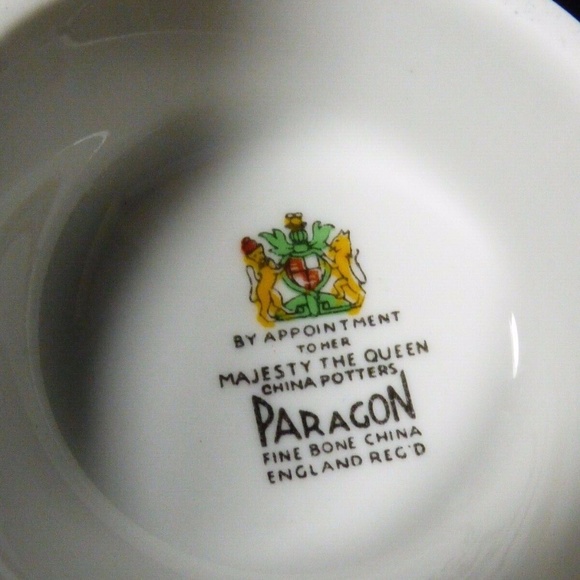 BY APPOINTMENT
TO HER
MAJESTY THE QUEEN
CHINA POTTERS
PARAGON
FINE BONE CHINA
ENGLAND REG'D